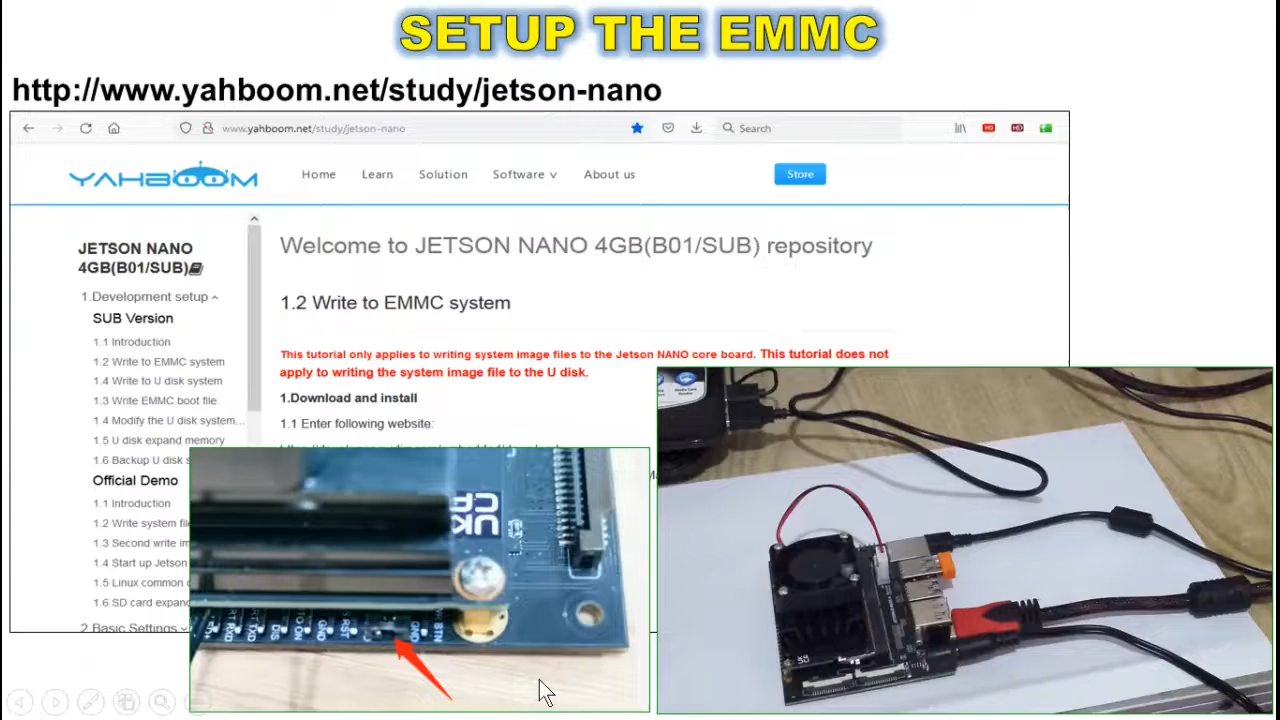 SETUP THE EMMC
http://www.yahboom.net/study/jetson-nano
www.yahboom.net/study/jetson-nano
Search
YAHBOOM
Home Learn Solution Software About us
Store
JETSON NANO
4GB(B01/SUB)
1.Development setup
SUB Version
1.1 Introduction
1.2 Write to EMMC system
1.4 Write to U disk system
1.3 Write EMMC boot file
1.4 Modify the U disk system...
1.5 U disk expand memory
1.6 Backup U disk
Official Demo
1.1 Introduction
1.2 Write system
1.3 Second write
1.4 Start up Jetson
1.5 Linux common
1.6 SD card
2 Basic Settings
Welcome to JETSON NANO 4GB(B01/SUB) repository
1.2 Write to EMMC system
This tutorial only applies to writing system image files to the Jetson NANO core board. This tutorial does not
apply to writing the system image file to the U disk.
1.Download and install
1.1 Enter following website:
UK
CA
TXD
DIS
ON
GND
RST
GND
BTN